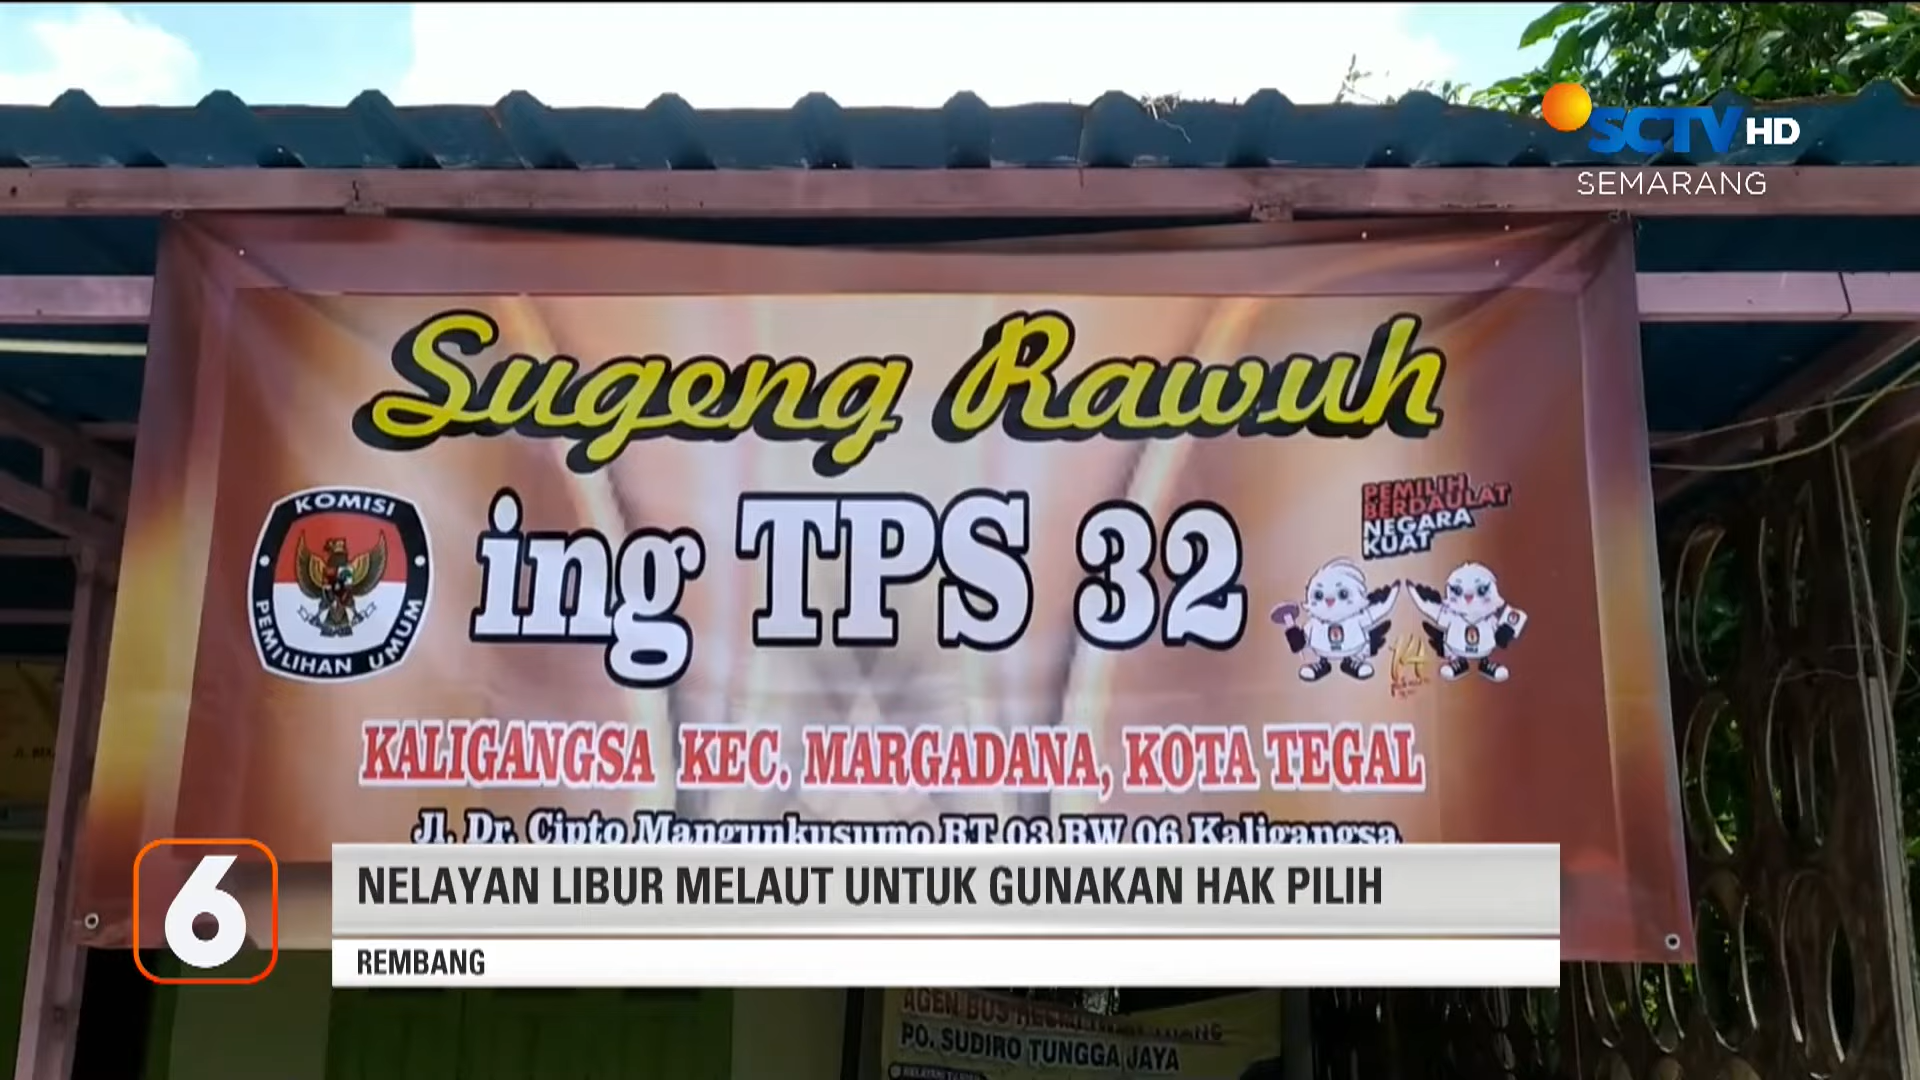 SCTV HD
SEMARANG
Sugeng Rawuh
ing TPS 32
KOMISI
PEMILIHAN UMUM
PEMILIH
BERDAULAT
NEGARA
KUAT
14
KALIGANGSA KEC. MARGADANA, KOTA TEGAL
Jl. Dr. Cipto Mangunkusumo RT 03 RW 06 Kaligangsa
6
NELAYAN LIBUR MELAUT UNTUK GUNAKAN HAK PILIH
REMBANG
AGEN BUS
PO. SUDIRO TUNGGA JAYA